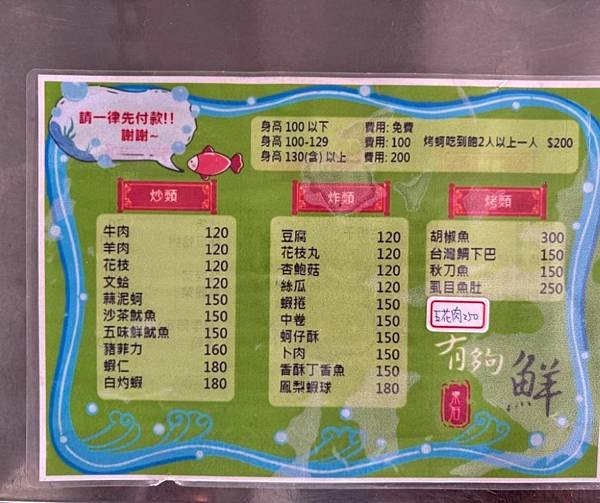 請一律先付款!!
謝謝~
身高 100 以下 費用: 免費
身高 100-129 費用: 100 烤蚵吃到飽2人以上一人 $200
身高 130(含) 以上 費用: 200
炒類
牛肉 120
羊肉 120
花枝 120
文蛤 120
蒜泥蚵 150
沙茶魷魚 150
五味鮮魷魚 150
豬菲力 160
蝦仁 180
白灼蝦 180
炸類
豆腐 120
花枝丸 120
杏鮑菇 120
絲瓜 120
蝦捲 150
中卷 150
蚵仔酥 150
卜肉 150
香酥丁香魚 150
鳳梨蝦球 180
烤類
胡椒魚 300
台灣鯛下巴 150
秋刀魚 150
虱目魚肚 250
五花肉250
有夠
鮮
東石